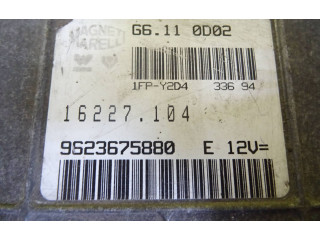 MAGNETI
MARELLI
G6.11 0D02
1FP-Y2D4 336 94
16227.104
9623675880 E 12V=